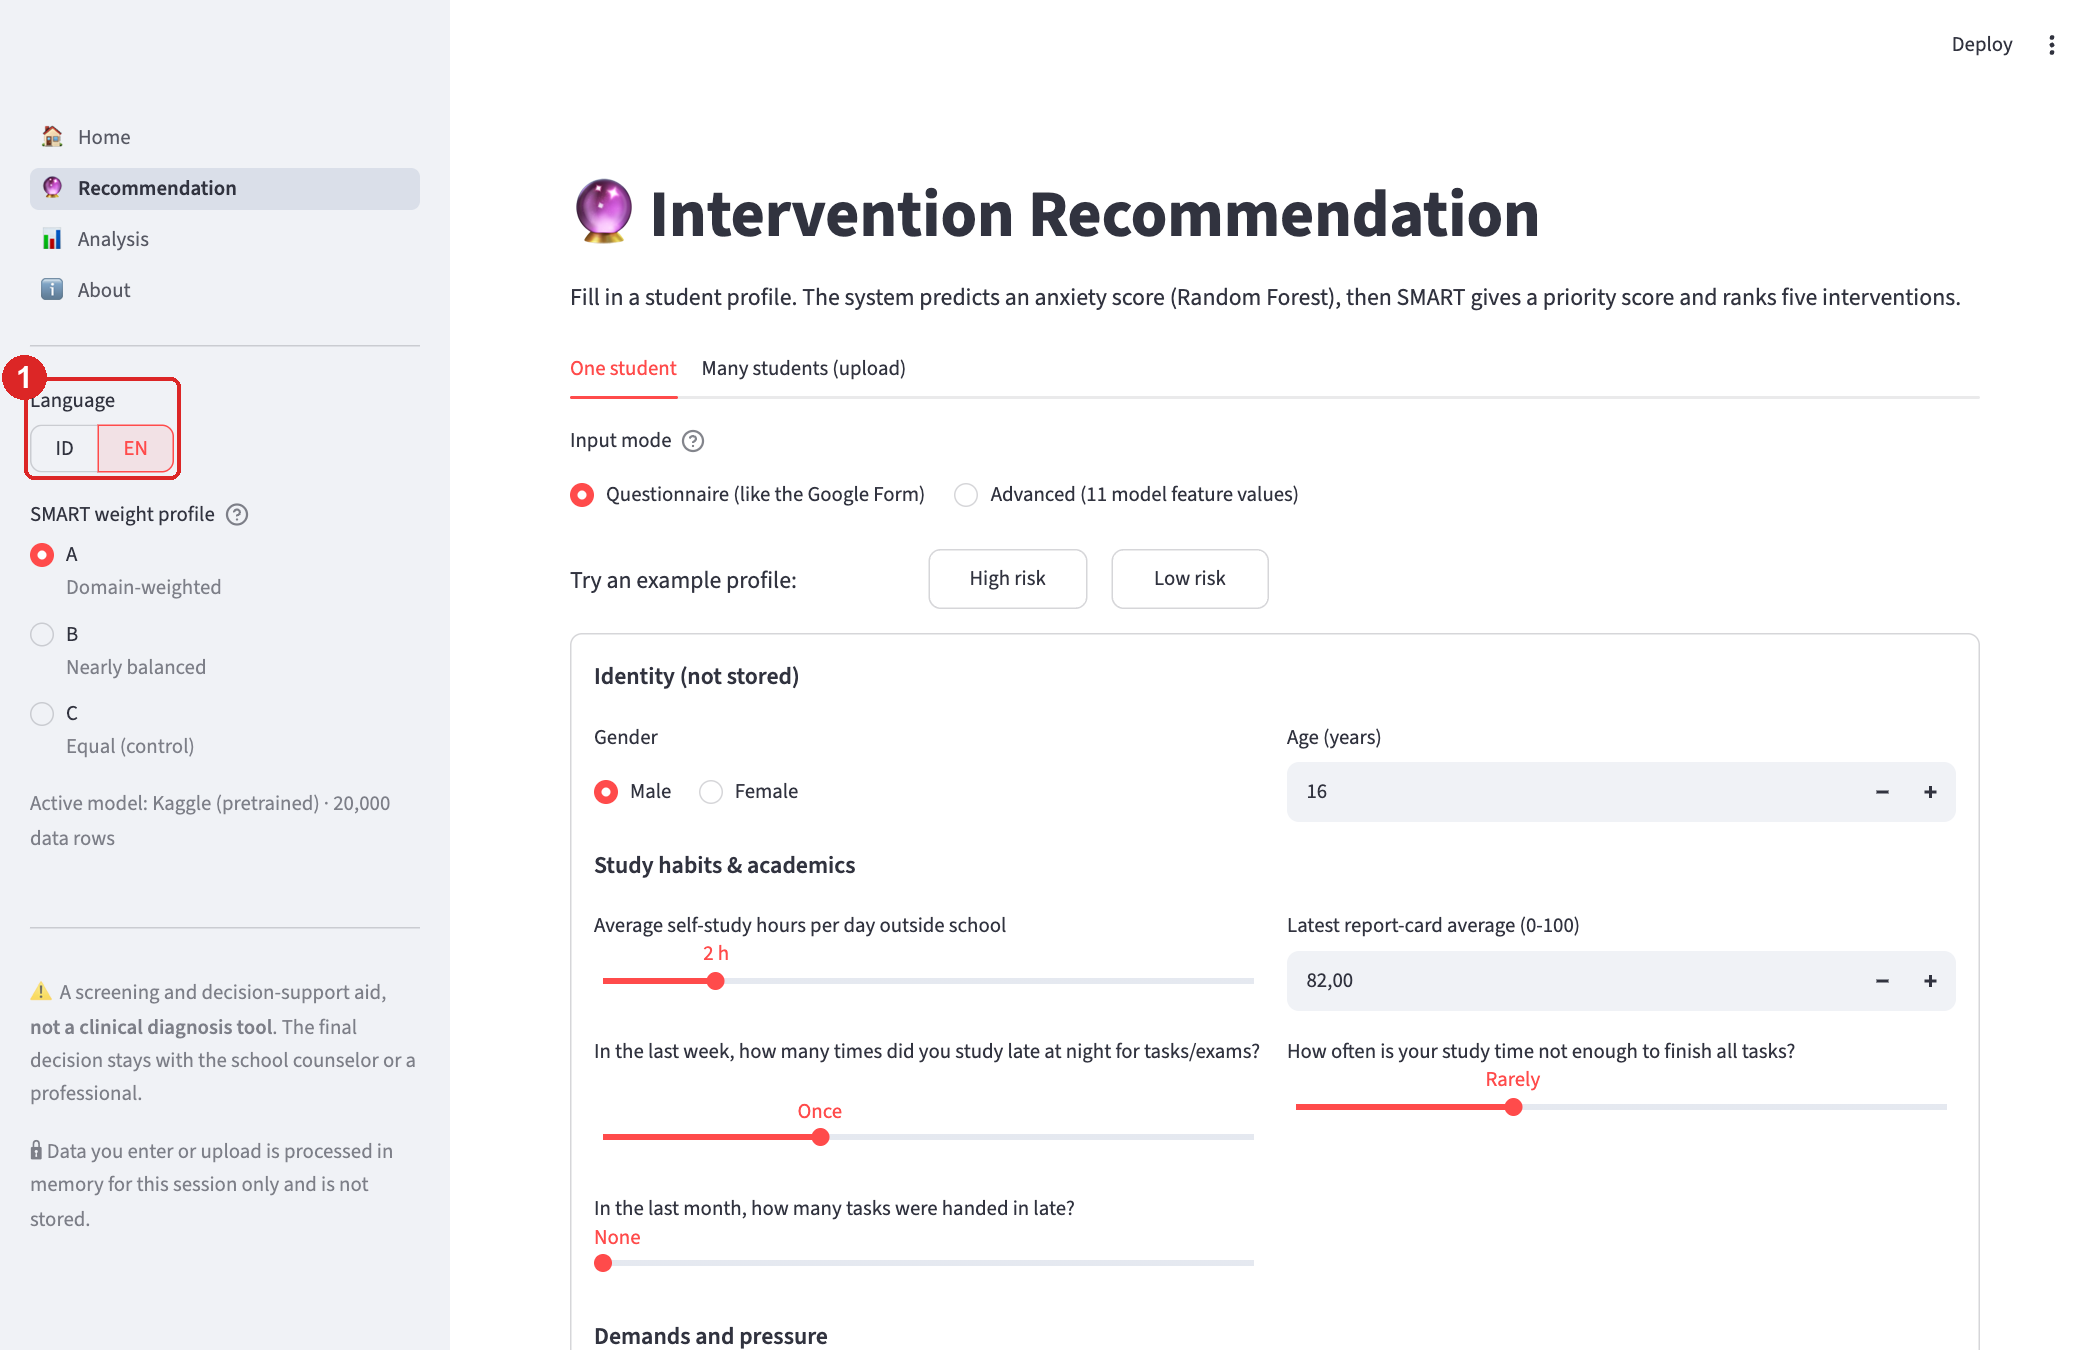 Deploy
Home
Recommendation
Analysis
About
1
Language
ID EN
SMART weight profile ?
A
Domain-weighted
B
Nearly balanced
C
Equal (control)
Active model: Kaggle (pretrained) · 20,000
data rows
A screening and decision-support aid,
not a clinical diagnosis tool. The final
decision stays with the school counselor or a
professional.
Data you enter or upload is processed in
memory for this session only and is not
stored.
Intervention Recommendation
Fill in a student profile. The system predicts an anxiety score (Random Forest), then SMART gives a priority score and ranks five interventions.
One student Many students (upload)
Input mode ?
Questionnaire (like the Google Form) Advanced (11 model feature values)
Try an example profile: High risk Low risk
Identity (not stored)
Gender Age (years)
Male Female 16 − +
Study habits & academics
Average self-study hours per day outside school Latest report-card average (0-100)
2 h
82,00 − +
In the last week, how many times did you study late at night for tasks/exams? How often is your study time not enough to finish all tasks?
Rarely
Once
In the last month, how many tasks were handed in late?
None
Demands and pressure